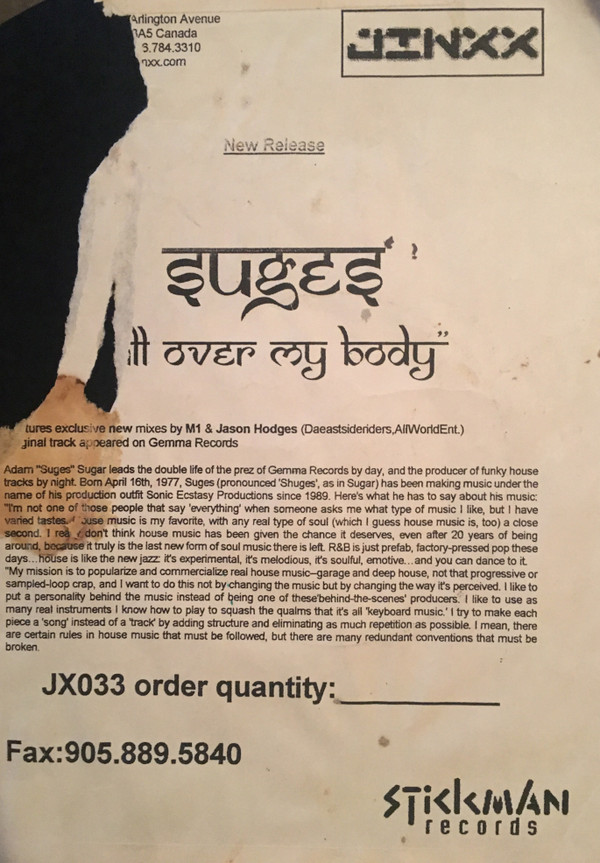 Arlington Avenue
3A5 Canada
3.784.3310
nxx.com
JINXX
New Release
suges
ll over my body"
tures exclusive new mixes by M1 & Jason Hodges (Daeastsideriders,AllWorldEnt.)
ginal track appeared on Gemma Records
Adam "Suges" Sugar leads the double life of the prez of Gemma Records by day, and the producer of funky house
tracks by night. Born April 16th, 1977, Suges (pronounced 'Shuges', as in Sugar) has been making music under the
name of his production outfit Sonic Ecstasy Productions since 1989. Here's what he has to say about his music:
"I'm not one of those people that say 'everything' when someone asks me what type of music I like, but I have
varied tastes. ouse music is my favorite, with any real type of soul (which I guess house music is, too) a close
second. I rea don't think house music has been given the chance it deserves, even after 20 years of being
around, because it truly is the last new form of soul music there is left. R&B is just prefab, factory-pressed pop these
days...house is like the new jazz: it's experimental, it's melodious, it's soulful, emotive...and you can dance to it.
"My mission is to popularize and commercialize real house music--garage and deep house, not that progressive or
sampled-loop crap, and I want to do this not by changing the music but by changing the way it's perceived. I like to
put a personality behind the music instead of being one of these'behind-the-scenes' producers. I like to use as
many real instruments I know how to play to squash the qualms that it's all 'keyboard music.' I try to make each
piece a 'song' instead of a 'track' by adding structure and eliminating as much repetition as possible. I mean, there
are certain rules in house music that must be followed, but there are many redundant conventions that must be
broken.
JX033 order quantity:___________
Fax:905.889.5840
STICKMAN
records